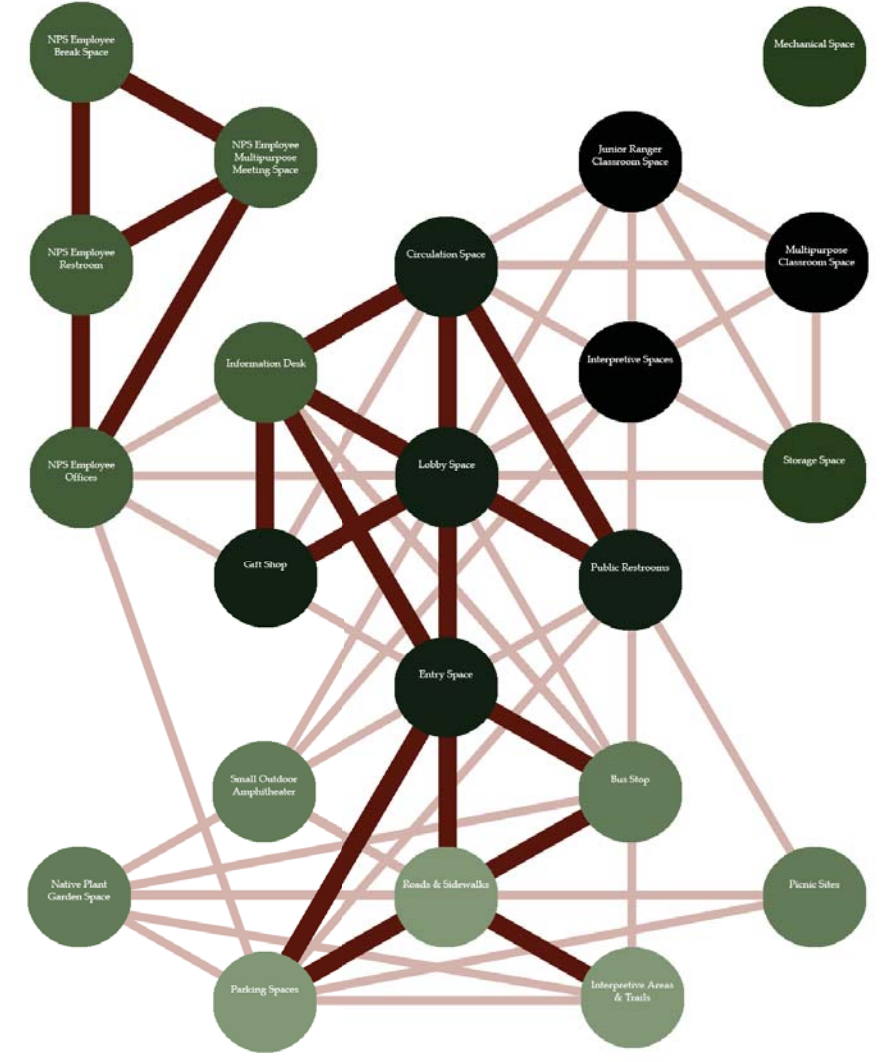 NPS Employee
Break Space
Mechanical Space
NPS Employee
Multipurpose
Meeting Space
Junior Ranger
Classroom Space
NPS Employee
Restroom
Circulation Space
Multipurpose
Classroom Space
Information Desk
Interpretive Spaces
NPS Employee
Offices
Lobby Space
Storage Space
Gift Shop
Public Restrooms
Entry Space
Small Outdoor
Amphitheater
Bus Stop
Native Plant
Garden Space
Roads & Sidewalks
Picnic Sites
Parking Spaces
Interpretive Areas
& Trails